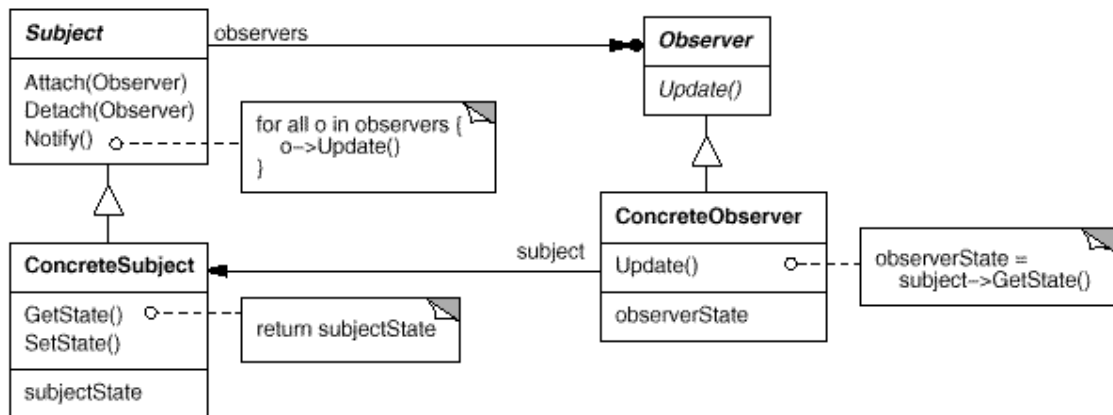 Subject
observers
Observer
Attach(Observer)
Detach(Observer)
Notify()
for all o in observers {
o->Update()
}
Update()
ConcreteSubject
GetState()
SetState()
return subjectState
subjectState
subject
ConcreteObserver
Update()
observerState
observerState =
subject->GetState()